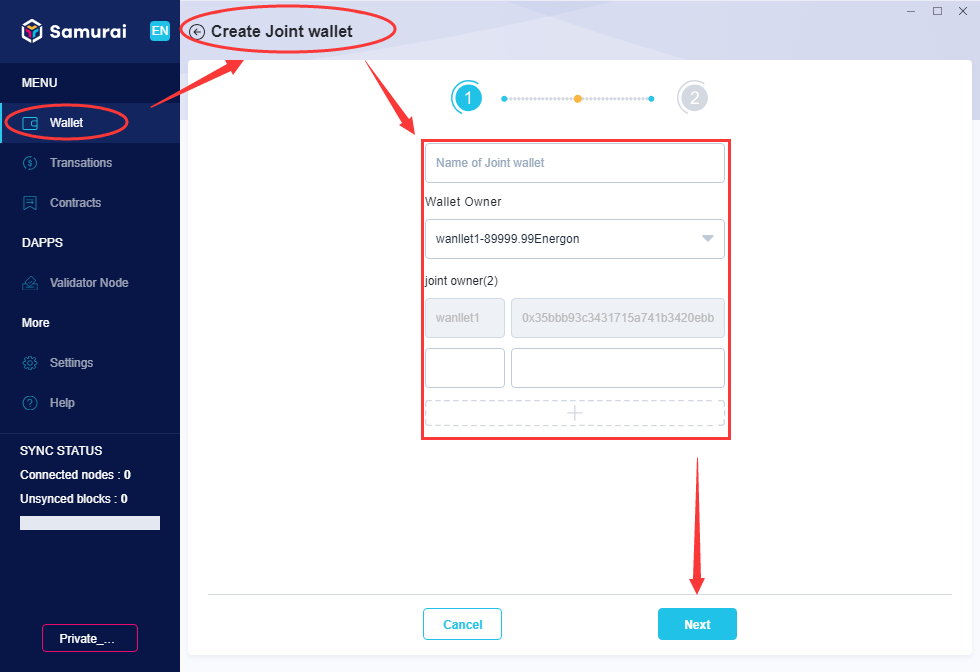 Samurai
EN
Create Joint wallet
MENU
Wallet
Transations
Contracts
DAPPS
Validator Node
More
Settings
Help
SYNC STATUS
Connected nodes : 0
Unsynced blocks : 0
Private_...
1
2
Name of Joint wallet
Wallet Owner
wanllet1-89999.99Energon
joint owner(2)
wanllet1
0x35bbb93c3431715a741b3420ebb
Cancel
Next